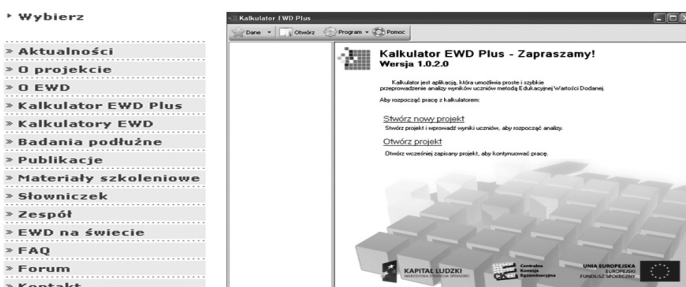 Wybierz
» Aktualności
» O projekcie
» O EWD
» Kalkulator EWD Plus
» Kalkulatory EWD
» Badania podłużne
» Publikacje
» Materiały szkoleniowe
» Słowniczek
» Zespół
» EWD na świecie
» FAQ
» Forum
» Kontakt
Kalkulator EWD Plus
Dane Otwórz Program Pomoc
Kalkulator EWD Plus - Zapraszamy!
Wersja 1.0.2.0
Kalkulator jest aplikacją, która umożliwia proste i szybkie
przeprowadzenie analizy wyników uczniów metodą Edukacyjnej Wartości Dodanej.
Aby rozpocząć pracę z kalkulatorem:
Stwórz nowy projekt
Stwórz projekt i wprowadź wyniki uczniów, aby rozpocząć analizy.
Otwórz projekt
Otwórz wcześniej zapisany projekt, aby kontynuować pracę.
KAPITAŁ LUDZKI
NARODOWA STRATEGIA SPÓJNOŚCI
Centralna
Komisja
Egzaminacyjna
UNIA EUROPEJSKA
EUROPEJSKI
FUNDUSZ SPOŁECZNY